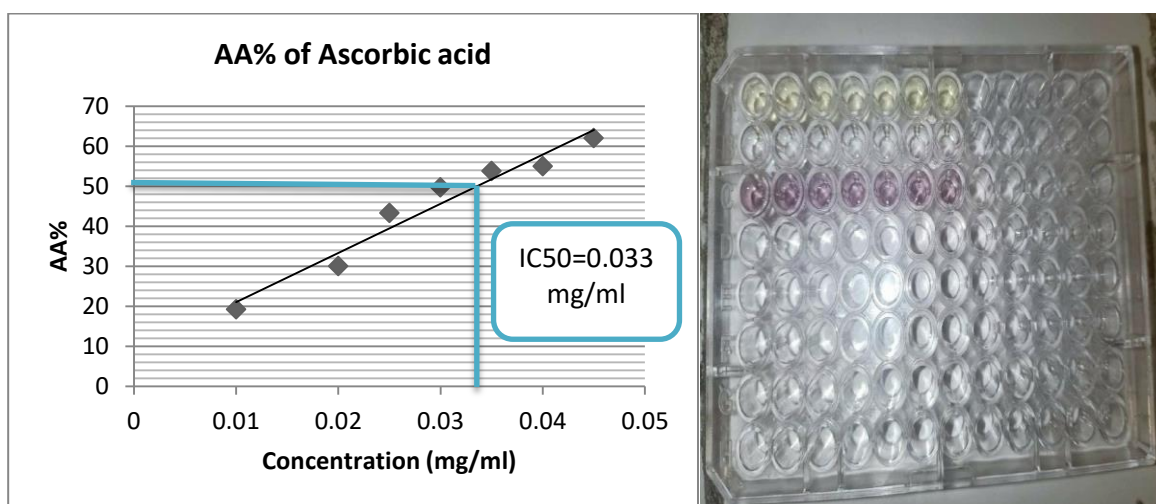 AA% of Ascorbic acid
70
60
50
40
30
20
10
0
AA%
IC50=0.033
mg/ml
0 0.01 0.02 0.03 0.04 0.05
Concentration (mg/ml)